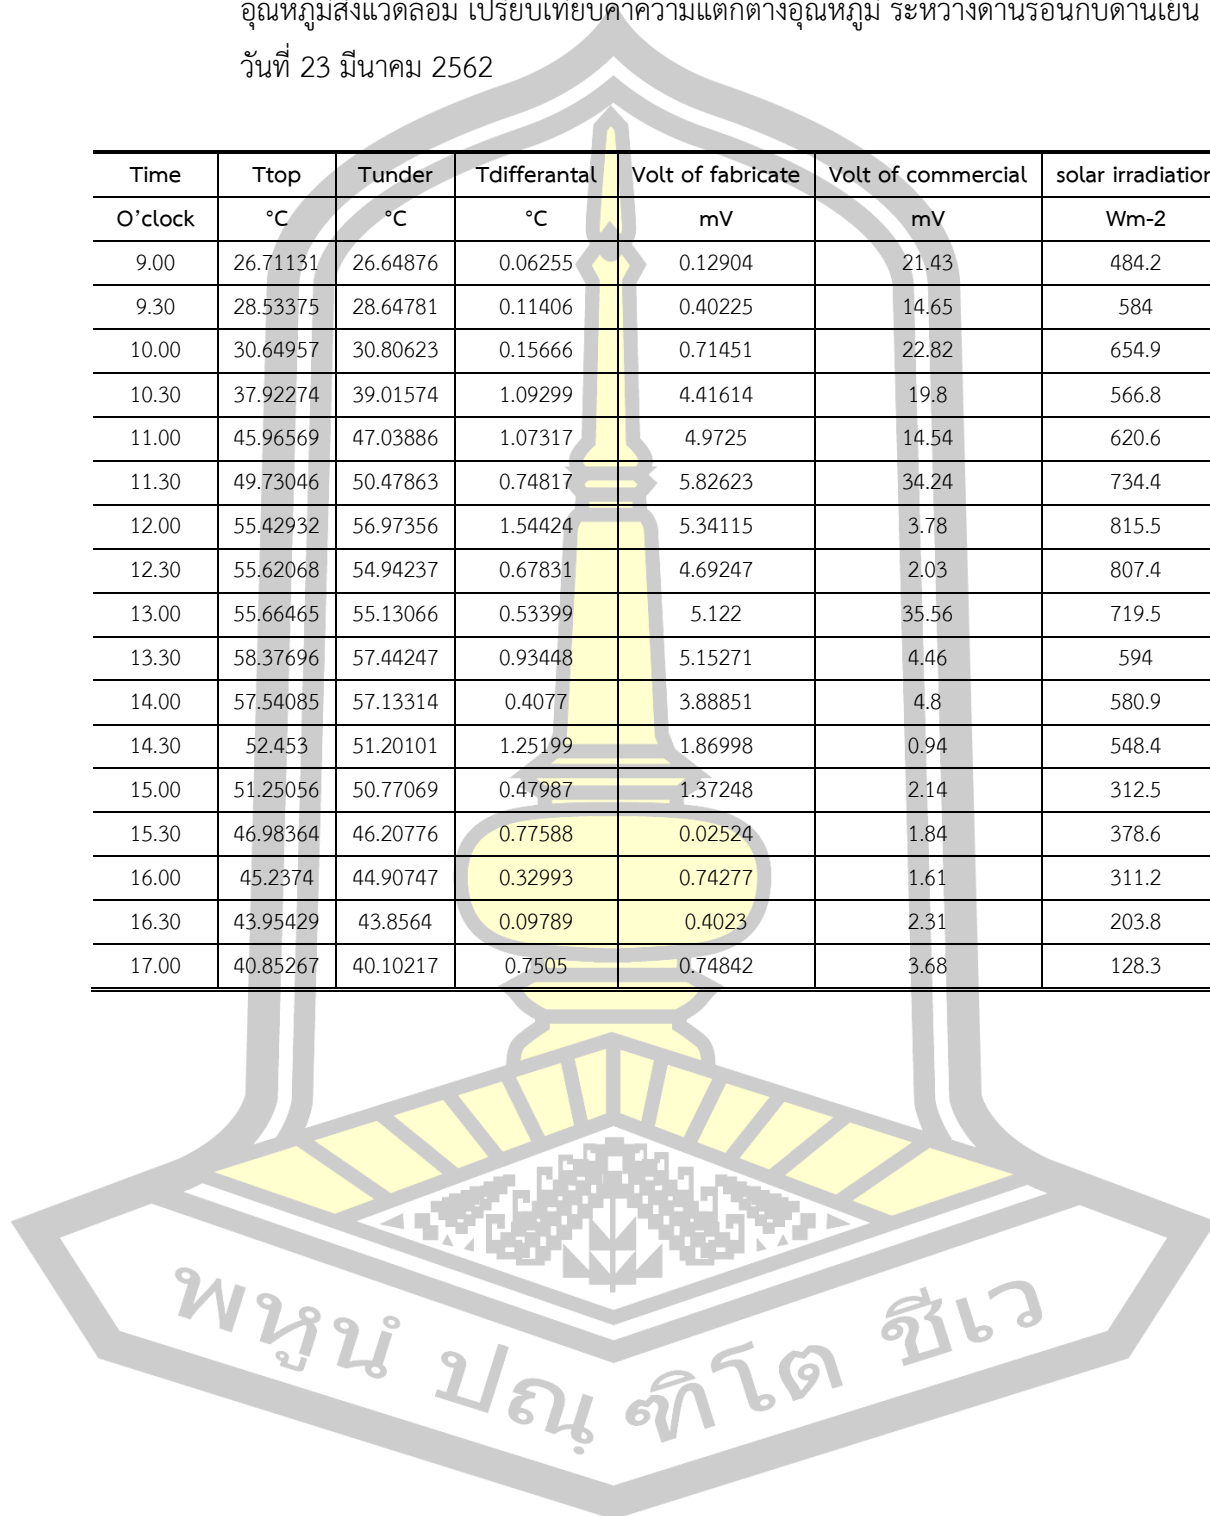 อุณหภูมิสิ่งแวดล้อม เปรียบเทียบค่าความแตกต่างอุณหภูมิ ระหว่างด้านร้อนกับด้านเย็น
วันที่ 23 มีนาคม 2562
Time Ttop Tunder Tdifferantal Volt of fabricate Volt of commercial solar irradiation
O'clock °C °C °C mV mV Wm-2
9.00 26.71131 26.64876 0.06255 0.12904 21.43 484.2
9.30 28.53375 28.64781 0.11406 0.40225 14.65 584
10.00 30.64957 30.80623 0.15666 0.71451 22.82 654.9
10.30 37.92274 39.01574 1.09299 4.41614 19.8 566.8
11.00 45.96569 47.03886 1.07317 4.9725 14.54 620.6
11.30 49.73046 50.47863 0.74817 5.82623 34.24 734.4
12.00 55.42932 56.97356 1.54424 5.34115 3.78 815.5
12.30 55.62068 54.94237 0.67831 4.69247 2.03 807.4
13.00 55.66465 55.13066 0.53399 5.122 35.56 719.5
13.30 58.37696 57.44247 0.93448 5.15271 4.46 594
14.00 57.54085 57.13314 0.4077 3.88851 4.8 580.9
14.30 52.453 51.20101 1.25199 1.86998 0.94 548.4
15.00 51.25056 50.77069 0.47987 1.37248 2.14 312.5
15.30 46.98364 46.20776 0.77588 0.02524 1.84 378.6
16.00 45.2374 44.90747 0.32993 0.74277 1.61 311.2
16.30 43.95429 43.8564 0.09789 0.4023 2.31 203.8
17.00 40.85267 40.10217 0.7505 0.74842 3.68 128.3
พหูนํ ปณฺฑิโต ชีเว